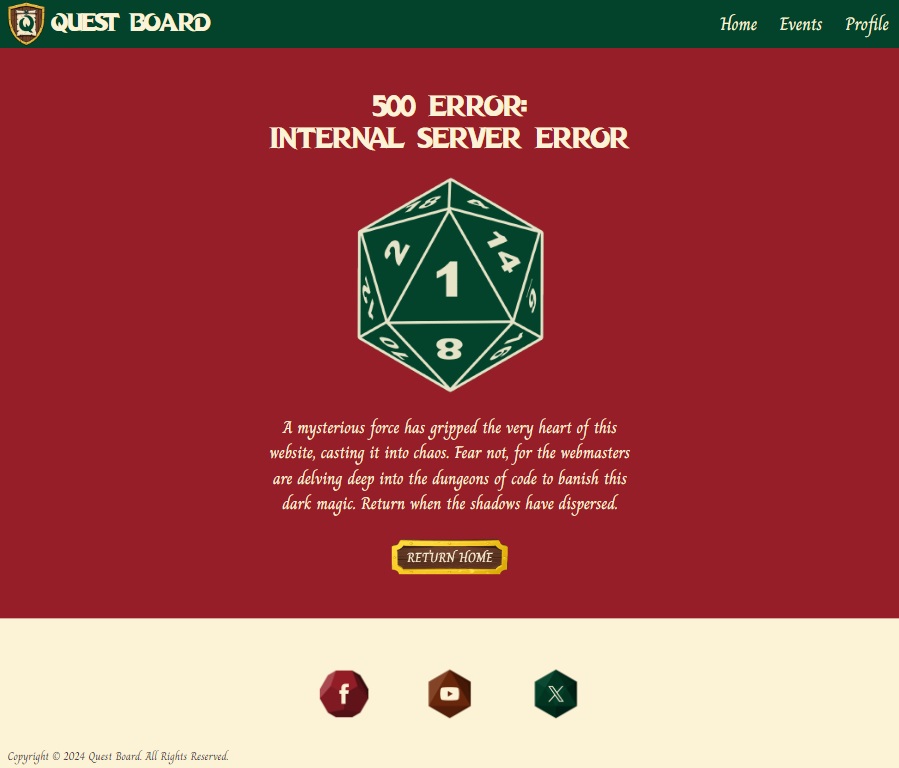 Q QUEST BOARD
Home Events Profile
500 ERROR:
INTERNAL SERVER ERROR
18 4
2 14
1
12 9
20 8 16
A mysterious force has gripped the very heart of this
website, casting it into chaos. Fear not, for the webmasters
are delving deep into the dungeons of code to banish this
dark magic. Return when the shadows have dispersed.
RETURN HOME
f X
Copyright © 2024 Quest Board. All Rights Reserved.